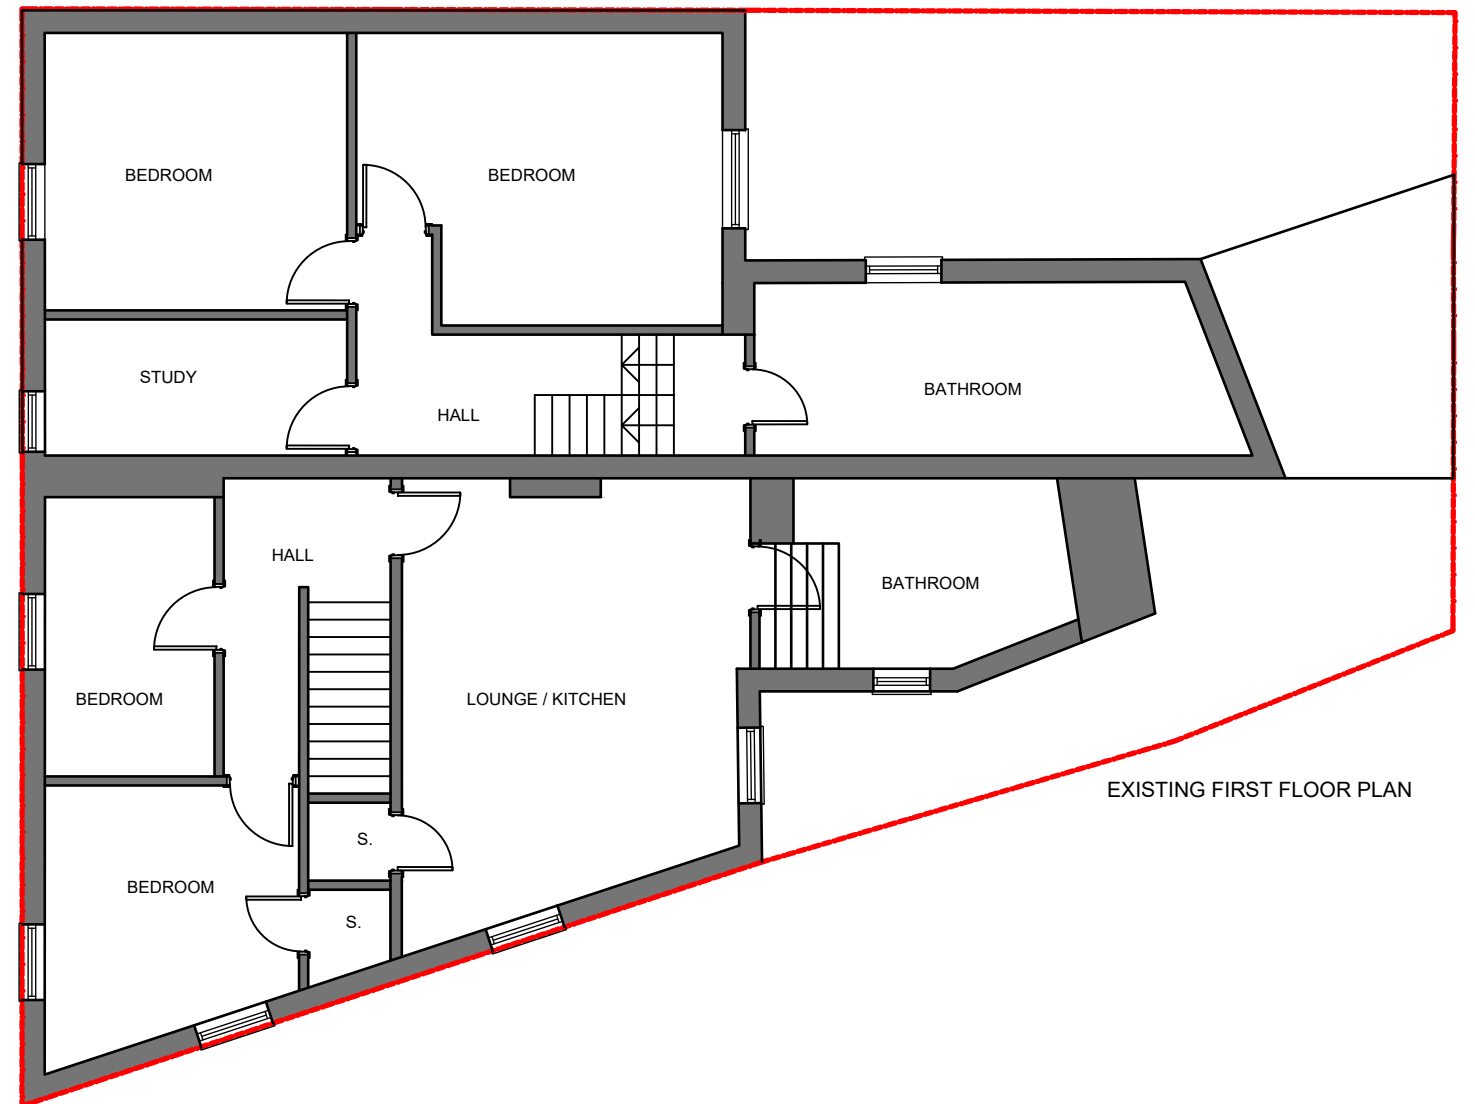 BEDROOM
BEDROOM
STUDY
HALL
BATHROOM
HALL
BATHROOM
BEDROOM
LOUNGE / KITCHEN
EXISTING FIRST FLOOR PLAN
S.
BEDROOM
S.